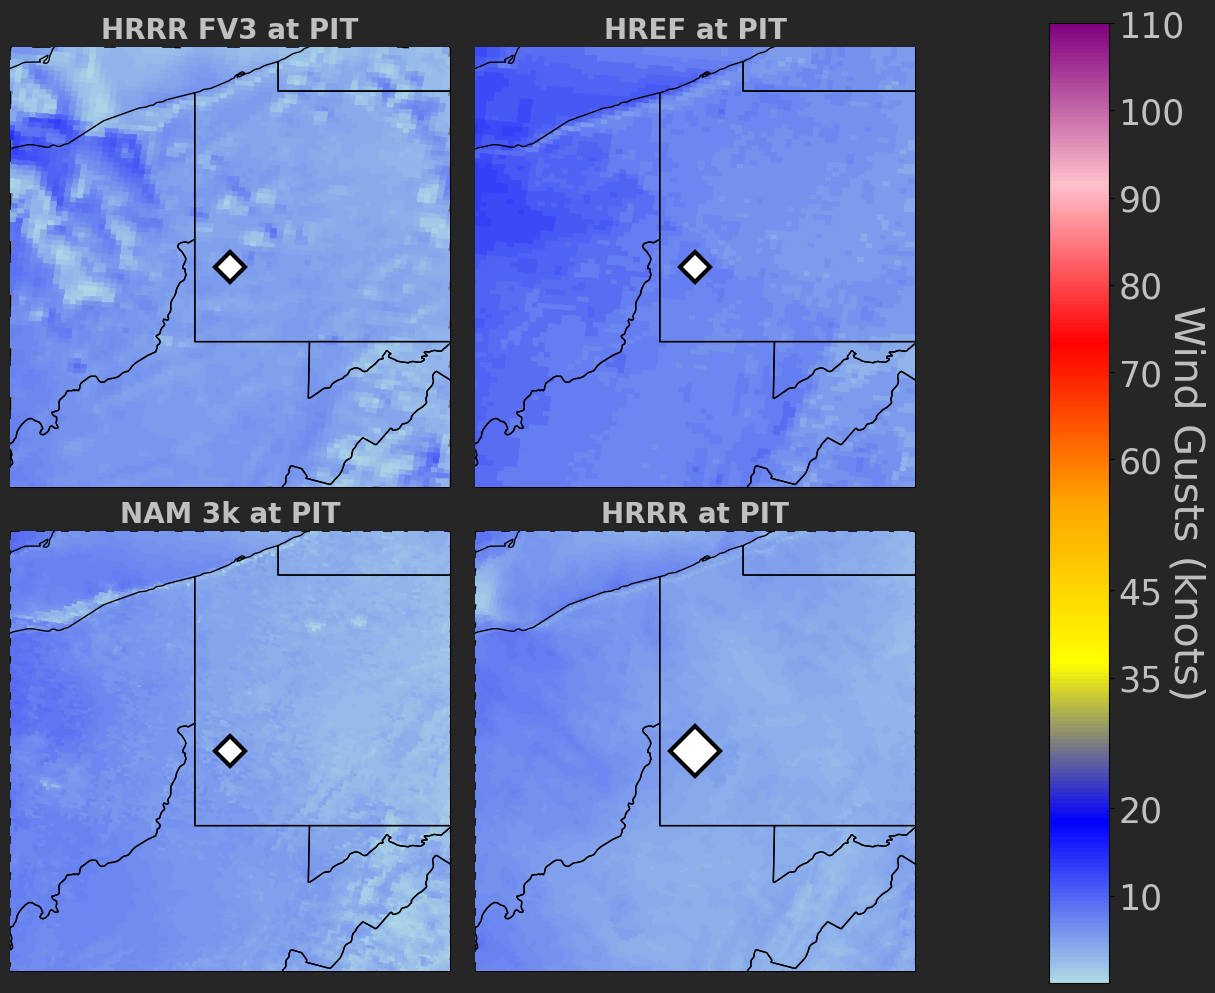 HRRR FV3 at PIT
HREF at PIT
NAM 3k at PIT
HRRR at PIT
110
100
90
80
70
60
45
35
20
10
Wind Gusts (knots)